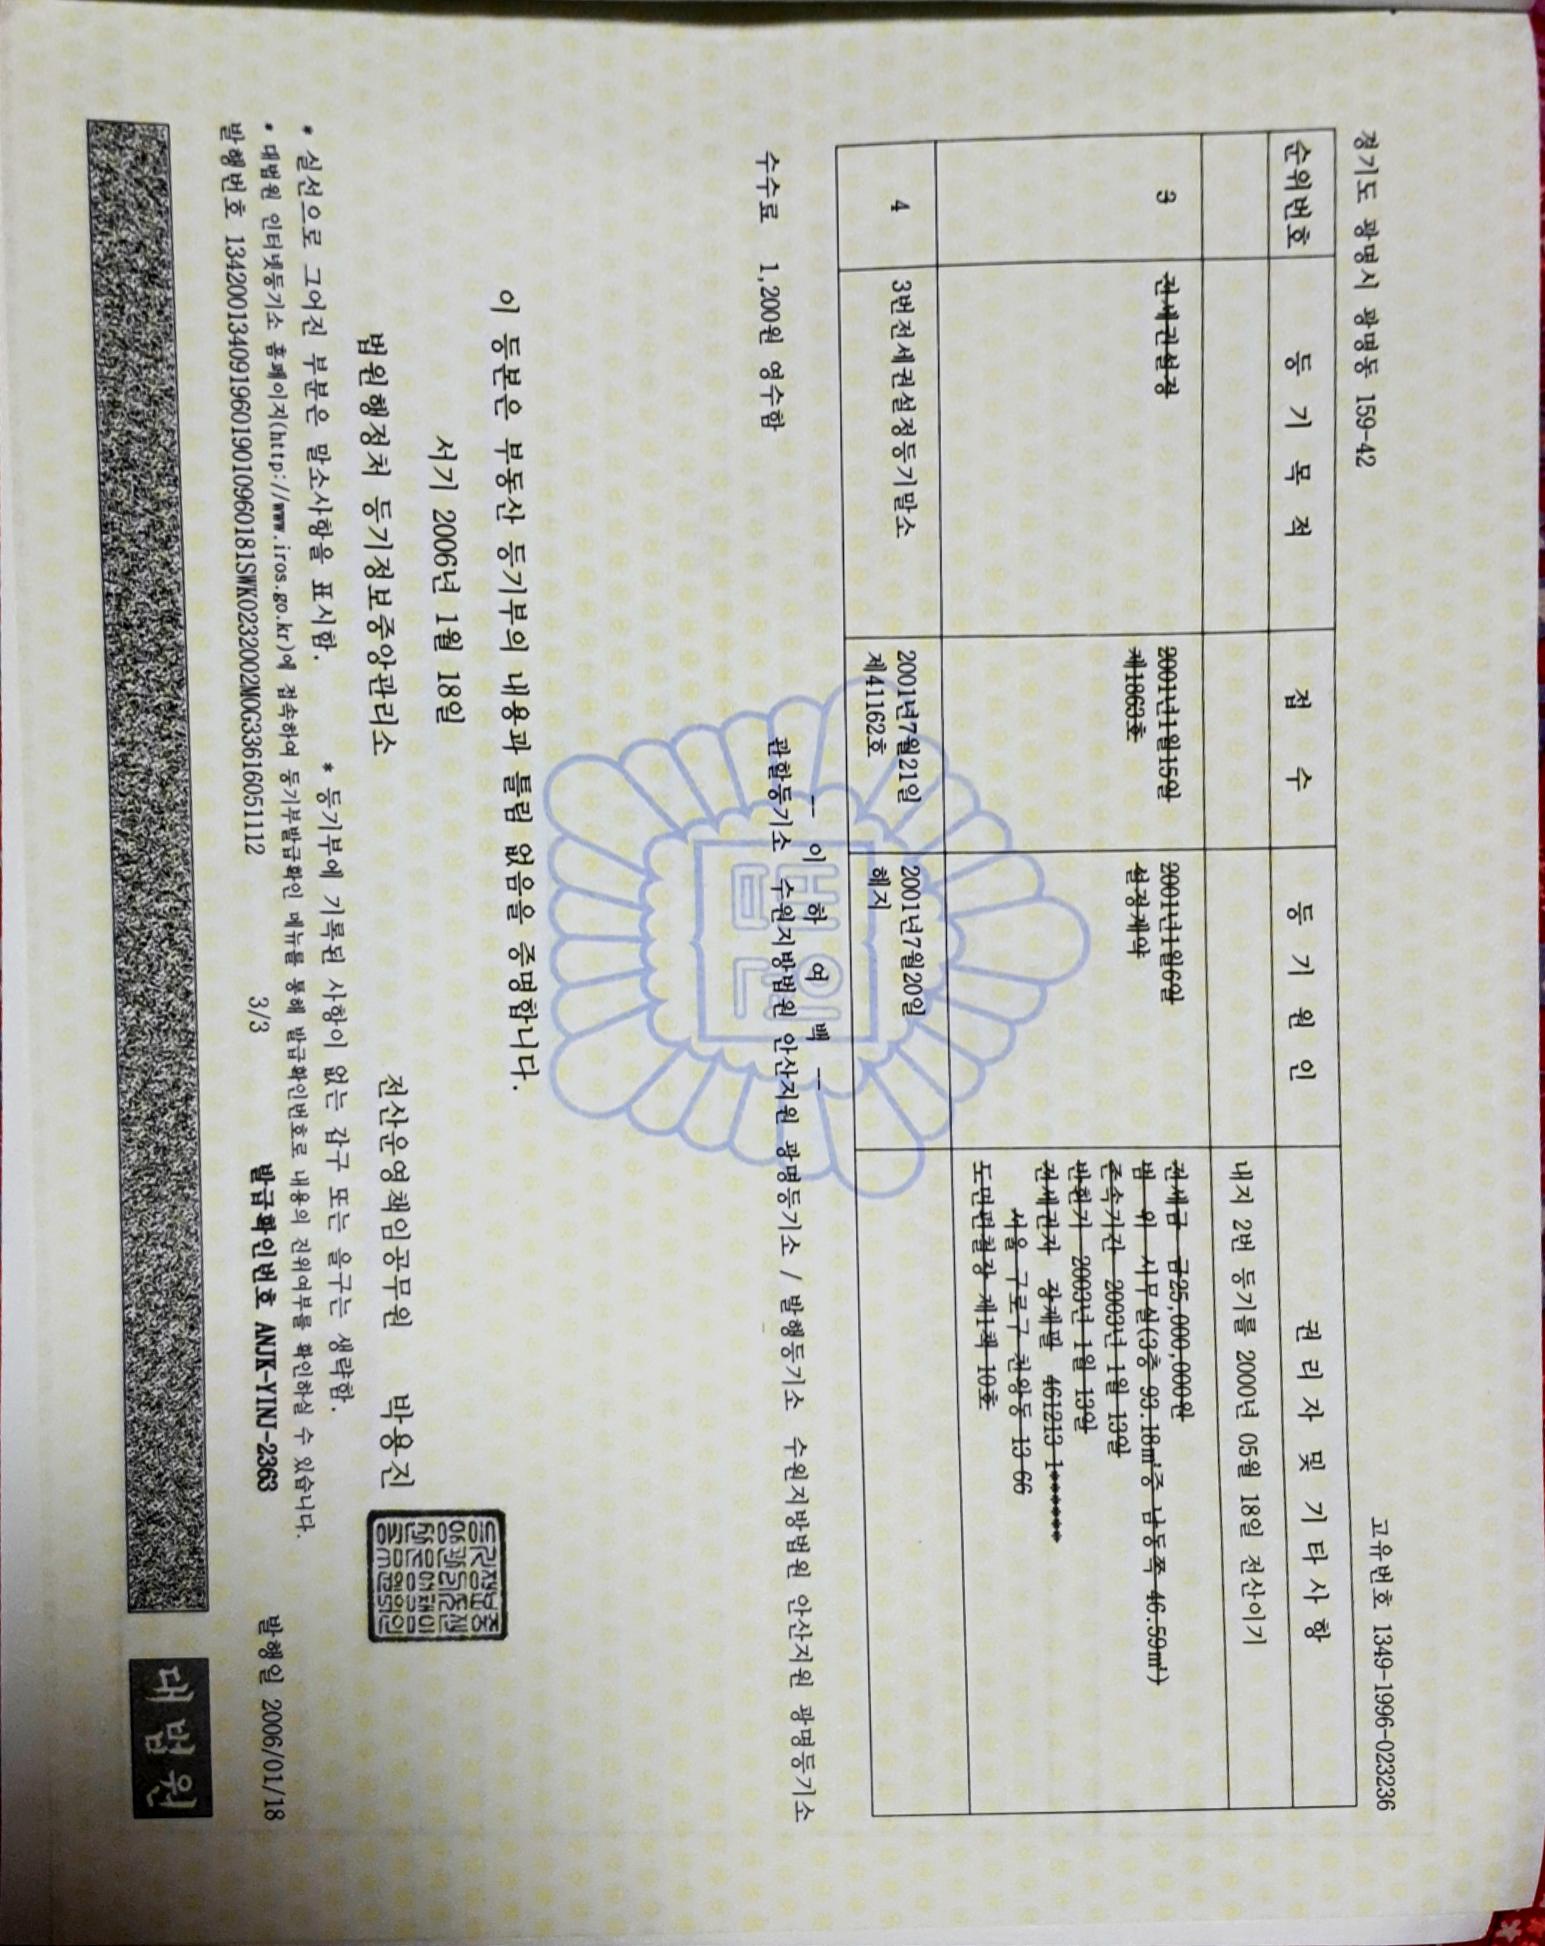 경기도 광명시 광명동 159-42
고유번호 1349-1996-023236
순위번호 등 기 목 적 접 수 등 기 원 인 권 리 자 및 기 타 사 항
내지 2번 등기를 2000년 05월 18일 전산이기
3 전세권설정 2001년1월15일 2001년1월6일 전세금 금25,000,000원
제1863호 설정계약 범 위 사무실(3층 93.18㎡중 남동쪽 46.59㎡)
존속기간 2003년 1월 13일
반환기 2003년 1월 13일
전세권자 장계팔 461213-1******
서울 구로구 천왕동 13-66
도면편철장 제1책 10호
4 3번전세권설정등기말소 2001년7월21일 2001년7월20일
제41162호 해지
-- 이 하 여 백 --
수수료 1,200원 영수함 관할등기소 수원지방법원 안산지원 광명등기소 / 발행등기소 수원지방법원 안산지원 광명등기소
법원
이 등본은 부동산 등기부의 내용과 틀림 없음을 증명합니다.
서기 2006년 1월 18일
법원행정처 등기정보중앙관리소 전산운영책임공무원 박용진
* 실선으로 그어진 부분은 말소사항을 표시함. * 등기부에 기록된 사항이 없는 갑구 또는 을구는 생략함.
* 대법원 인터넷등기소 홈페이지(http://www.iros.go.kr)에 접속하여 등기부발급확인 메뉴를 통해 발급확인번호로 내용의 진위여부를 확인하실 수 있습니다.
발행번호 13420013409196019010960181SWK0232002MOG33616051112 3/3 발급확인번호 ANJK-YINJ-2363 발행일 2006/01/18
대법원